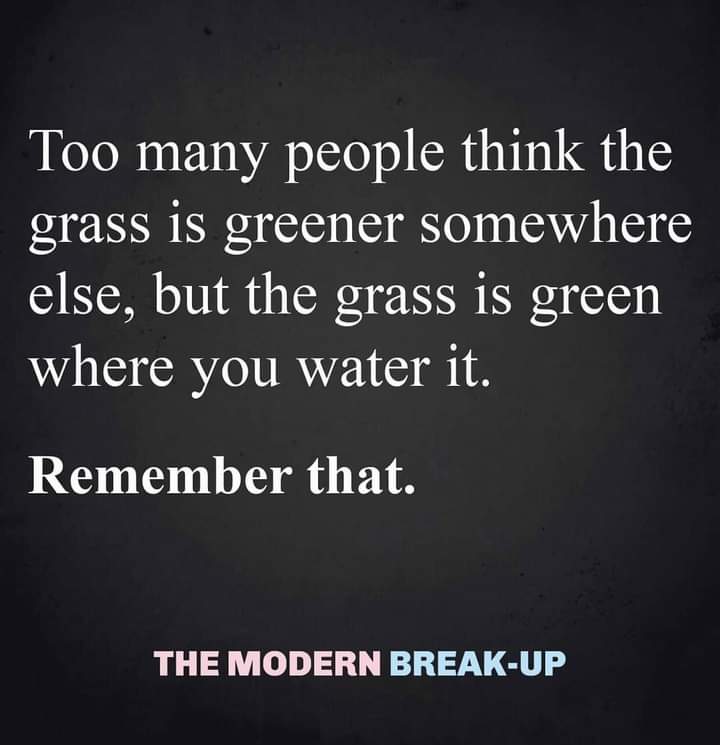 Too many people think the
grass is greener somewhere
else, but the grass is green
where you water it.
Remember that.
THE MODERN BREAK-UP